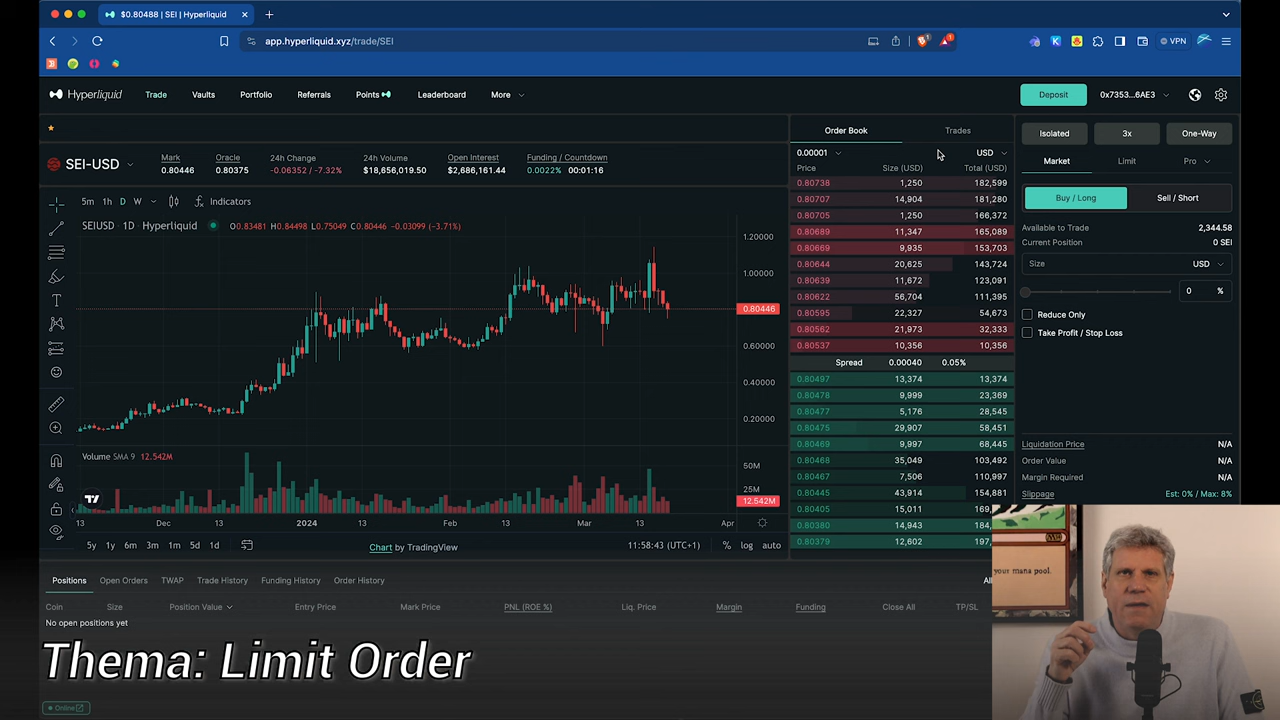 $0.80488 | SEI | Hyperliquid
app.hyperliquid.xyz/trade/SEI
VPN
Hyperliquid Trade Vaults Portfolio Referrals Points Leaderboard More Deposit 0x7353...6AE3
SEI-USD
Mark Oracle 24h Change 24h Volume Open Interest Funding / Countdown
0.80446 0.80375 -0.06352 / -7.32% $18,656,019.50 $2,686,161.44 0.0022% 00:01:16
5m 1h D W Indicators
SEIUSD · 1D Hyperliquid O0.83481 H0.84498 L0.75049 C0.80446 -0.03099 (-3.71%)
1.20000
1.00000
0.80446
0.60000
0.40000
0.20000
Volume SMA 9 12.542M
50M
25M
12.542M
13 Dec 13 2024 13 Feb 13 Mar 13 Apr
5y 1y 6m 3m 1m 5d 1d
Chart by TradingView
11:58:43 (UTC+1) % log auto
Order Book Trades
0.00001 USD
Price Size (USD) Total (USD)
0.80738 1,250 182,599
0.80707 14,904 181,280
0.80705 1,250 166,372
0.80689 11,347 165,089
0.80669 9,935 153,703
0.80644 20,625 143,724
0.80639 11,672 123,091
0.80622 56,704 111,395
0.80595 22,327 54,673
0.80562 21,973 32,333
0.80537 10,356 10,356
Spread 0.00040 0.05%
0.80497 13,374 13,374
0.80478 9,999 23,369
0.80477 5,176 28,545
0.80475 29,907 58,451
0.80469 9,997 68,445
0.80468 35,049 103,492
0.80467 7,506 110,997
0.80445 43,914 154,881
0.80405 15,011 169,
0.80380 14,943 184,
0.80379 12,602 197,
Isolated 3x One-Way
Market Limit Pro
Buy / Long Sell / Short
Available to Trade 2,344.58
Current Position 0 SEI
Size USD
0 %
Reduce Only
Take Profit / Stop Loss
Liquidation Price N/A
Order Value N/A
Margin Required N/A
Slippage Est: 0% / Max: 8%
Positions Open Orders TWAP Trade History Funding History Order History
Coin Size Position Value Entry Price Mark Price PNL (ROE %) Liq. Price Margin Funding Close All TP/SL
No open positions yet
Thema: Limit Order
Online
your mana pool.